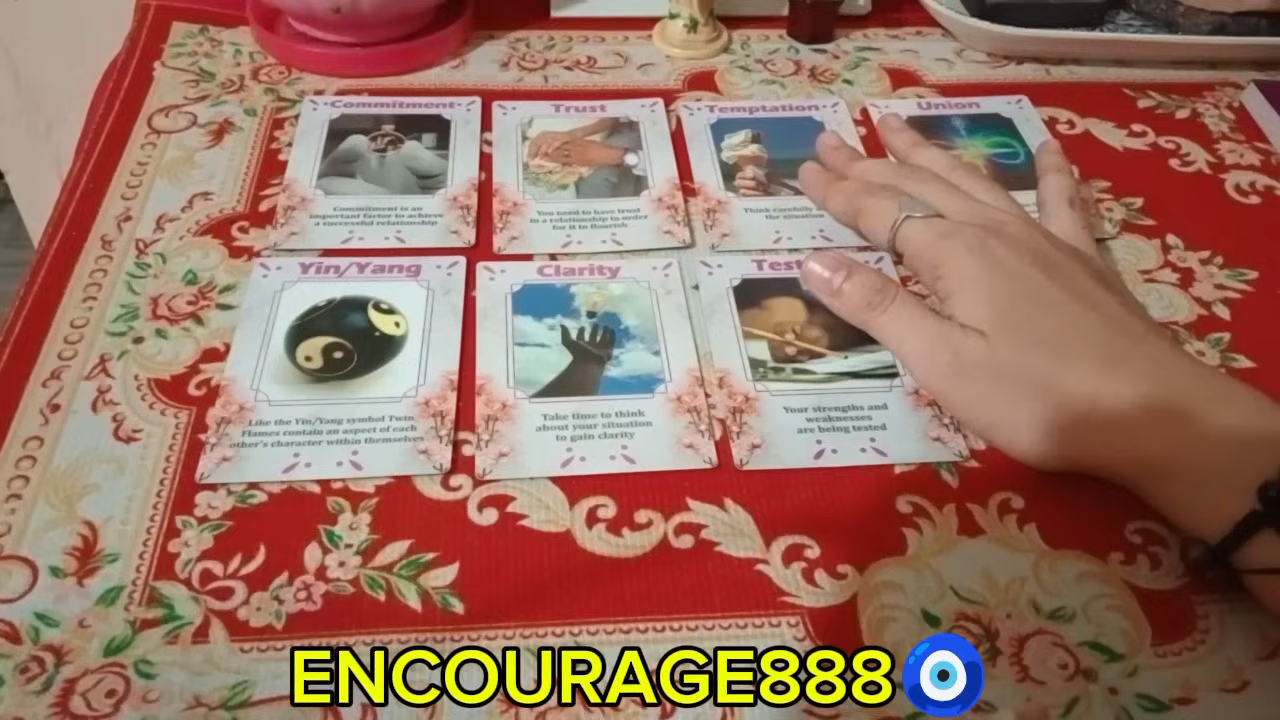 Commitment
Commitment is an
important factor to achieve
a successful relationship
Trust
You need to have trust
in a relationship in order
for it to flourish
Temptation
Think carefully
the situation
Union
Yin/Yang
Like the Yin/Yang symbol Twin
Flames contain an aspect of each
other's character within themselves
Clarity
Take time to think
about your situation
to gain clarity
Test
Your strengths and
weaknesses
are being tested
ENCOURAGE888